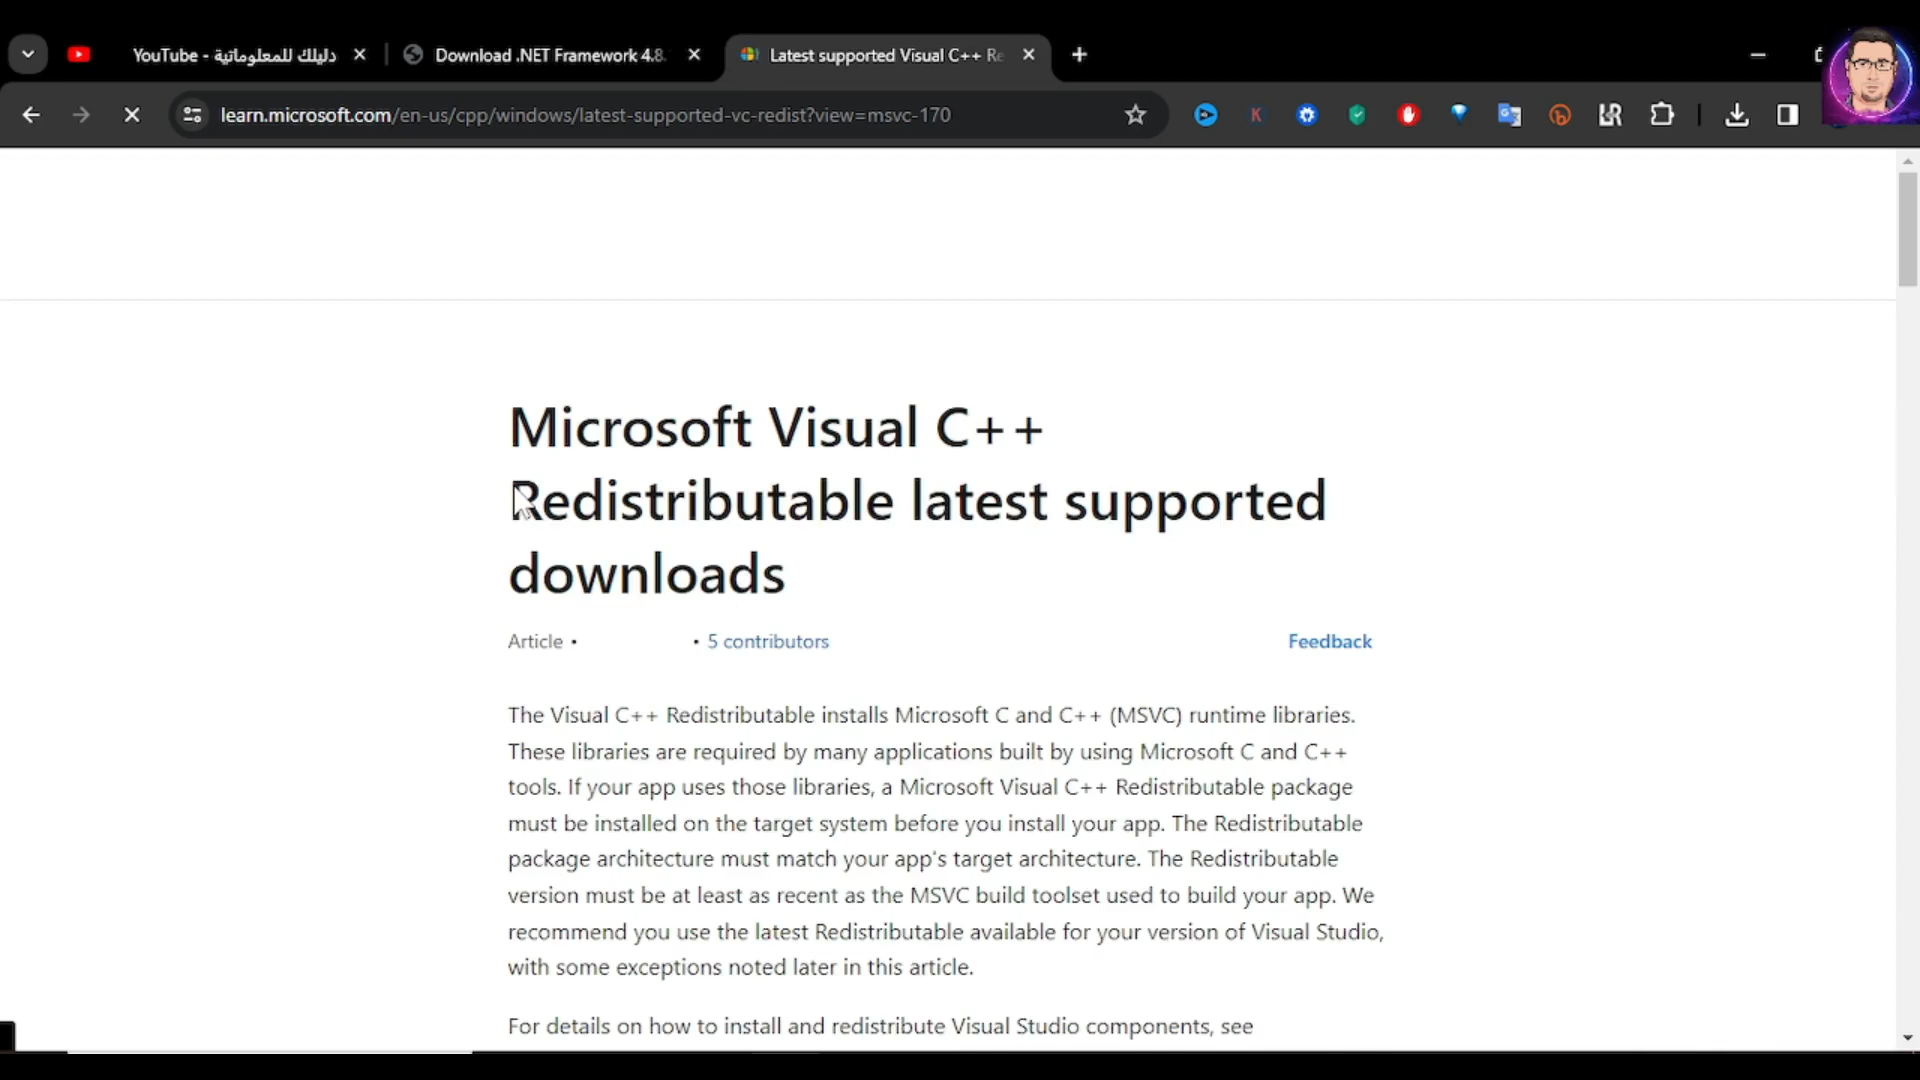 YouTube - دليلك للمعلوماتية
Download .NET Framework 4.8
Latest supported Visual C++ Re
learn.microsoft.com/en-us/cpp/windows/latest-supported-vc-redist?view=msvc-170
Microsoft Visual C++
Redistributable latest supported
downloads
Article •
• 5 contributors
Feedback
The Visual C++ Redistributable installs Microsoft C and C++ (MSVC) runtime libraries.
These libraries are required by many applications built by using Microsoft C and C++
tools. If your app uses those libraries, a Microsoft Visual C++ Redistributable package
must be installed on the target system before you install your app. The Redistributable
package architecture must match your app's target architecture. The Redistributable
version must be at least as recent as the MSVC build toolset used to build your app. We
recommend you use the latest Redistributable available for your version of Visual Studio,
with some exceptions noted later in this article.
For details on how to install and redistribute Visual Studio components, see